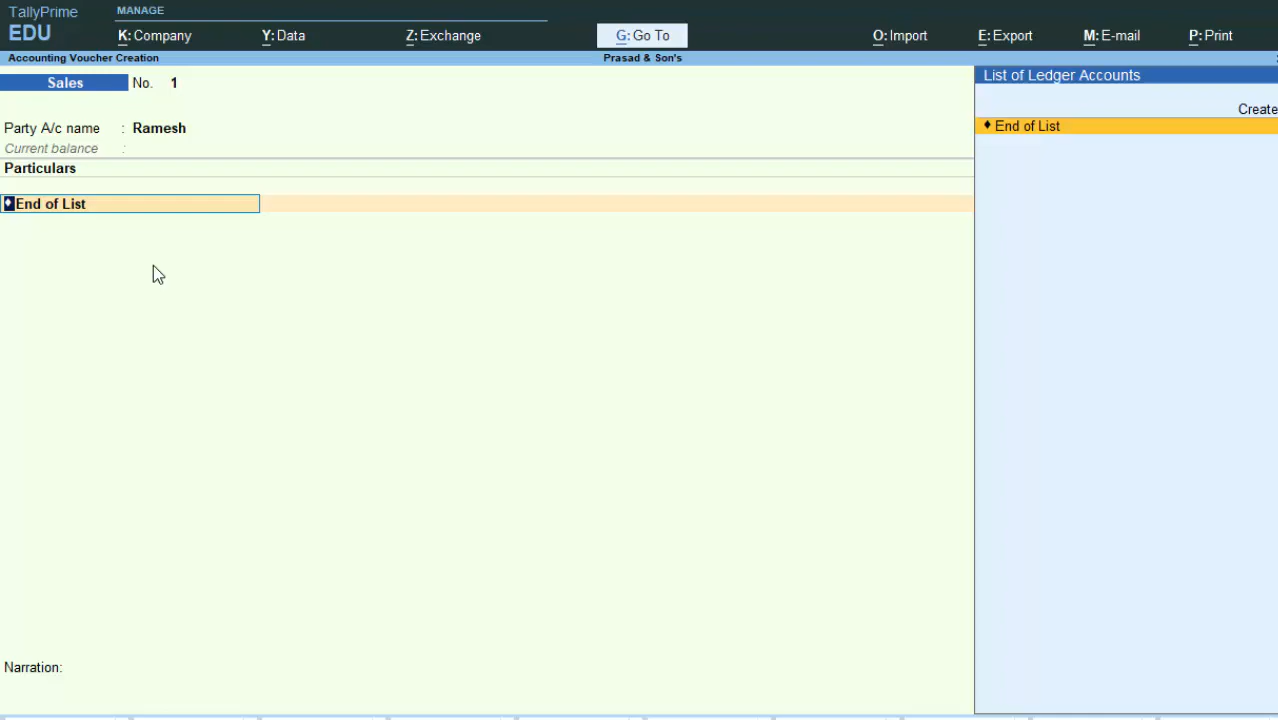 TallyPrime
MANAGE
EDU
K: Company
Y: Data
Z: Exchange
G: Go To
O: Import
E: Export
M: E-mail
P: Print
Accounting Voucher Creation
Prasad & Son's
Sales No. 1
List of Ledger Accounts
Create
♦ End of List
Party A/c name : Ramesh
Current balance :
Particulars
♦ End of List
Narration: